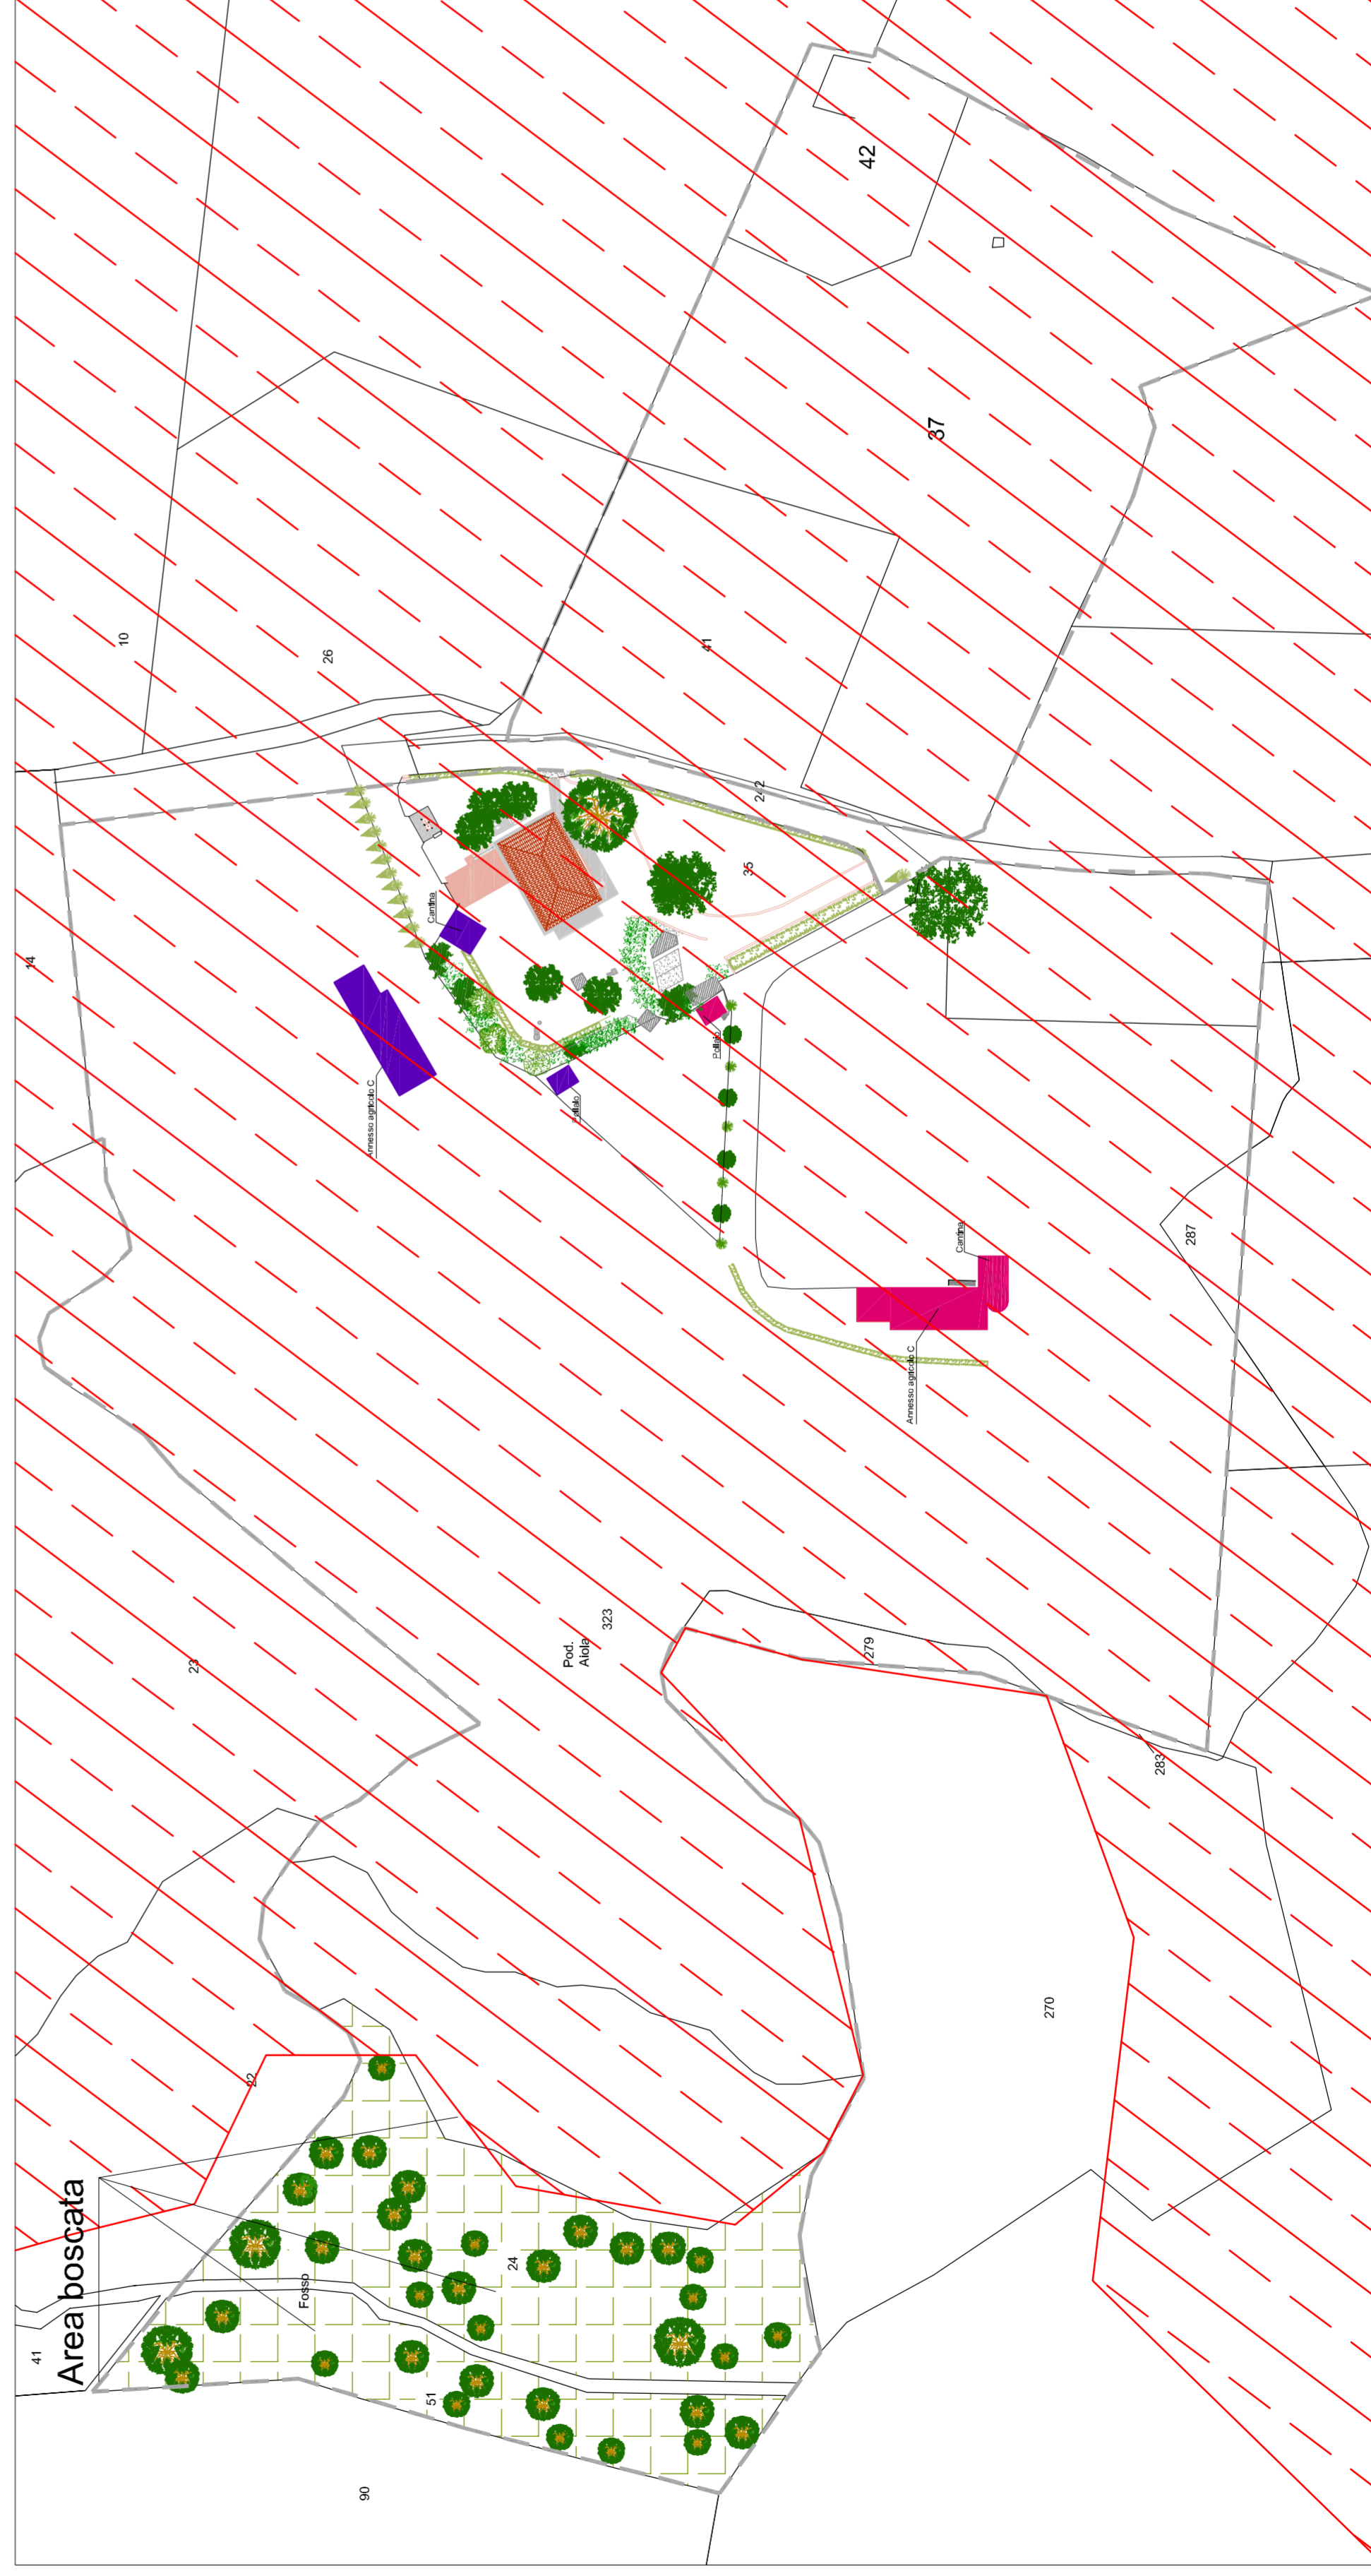 42
37
10
26
41
242
14
35
Cantina
Annesso agricolo C
Pollaio
Pollaio
287
Cantina
Annesso agricolo C
323
Pod.
Aiola
279
23
283
270
22
Area boscata
24
Fosso
41
51
90